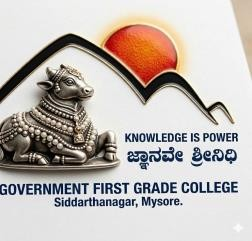 KNOWLEDGE IS POWER
ಜ್ಞಾನವೇ ಶ್ರೀನಿಧಿ
GOVERNMENT FIRST GRADE COLLEGE
Siddarthanagar, Mysore.